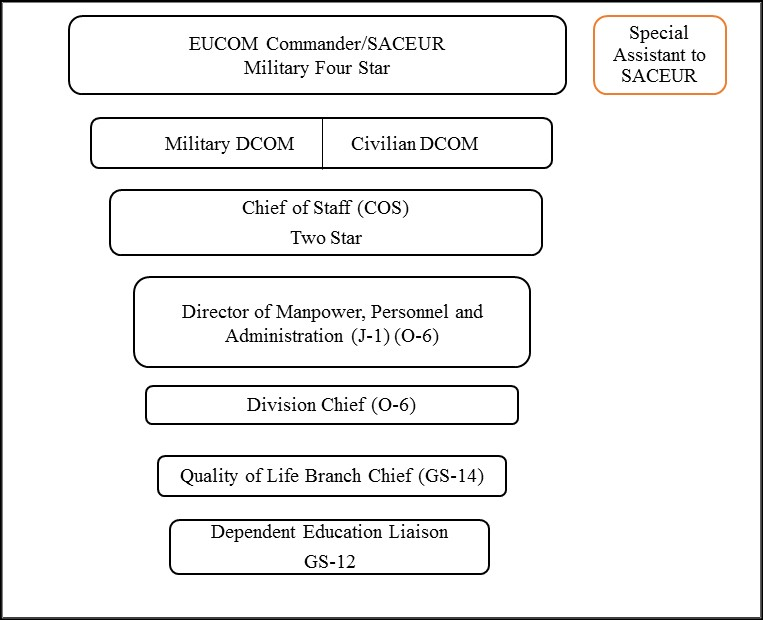 EUCOM Commander/SACEUR
Military Four Star
Special
Assistant to
SACEUR
Military DCOM
Civilian DCOM
Chief of Staff (COS)
Two Star
Director of Manpower, Personnel and
Administration (J-1) (O-6)
Division Chief (O-6)
Quality of Life Branch Chief (GS-14)
Dependent Education Liaison
GS-12